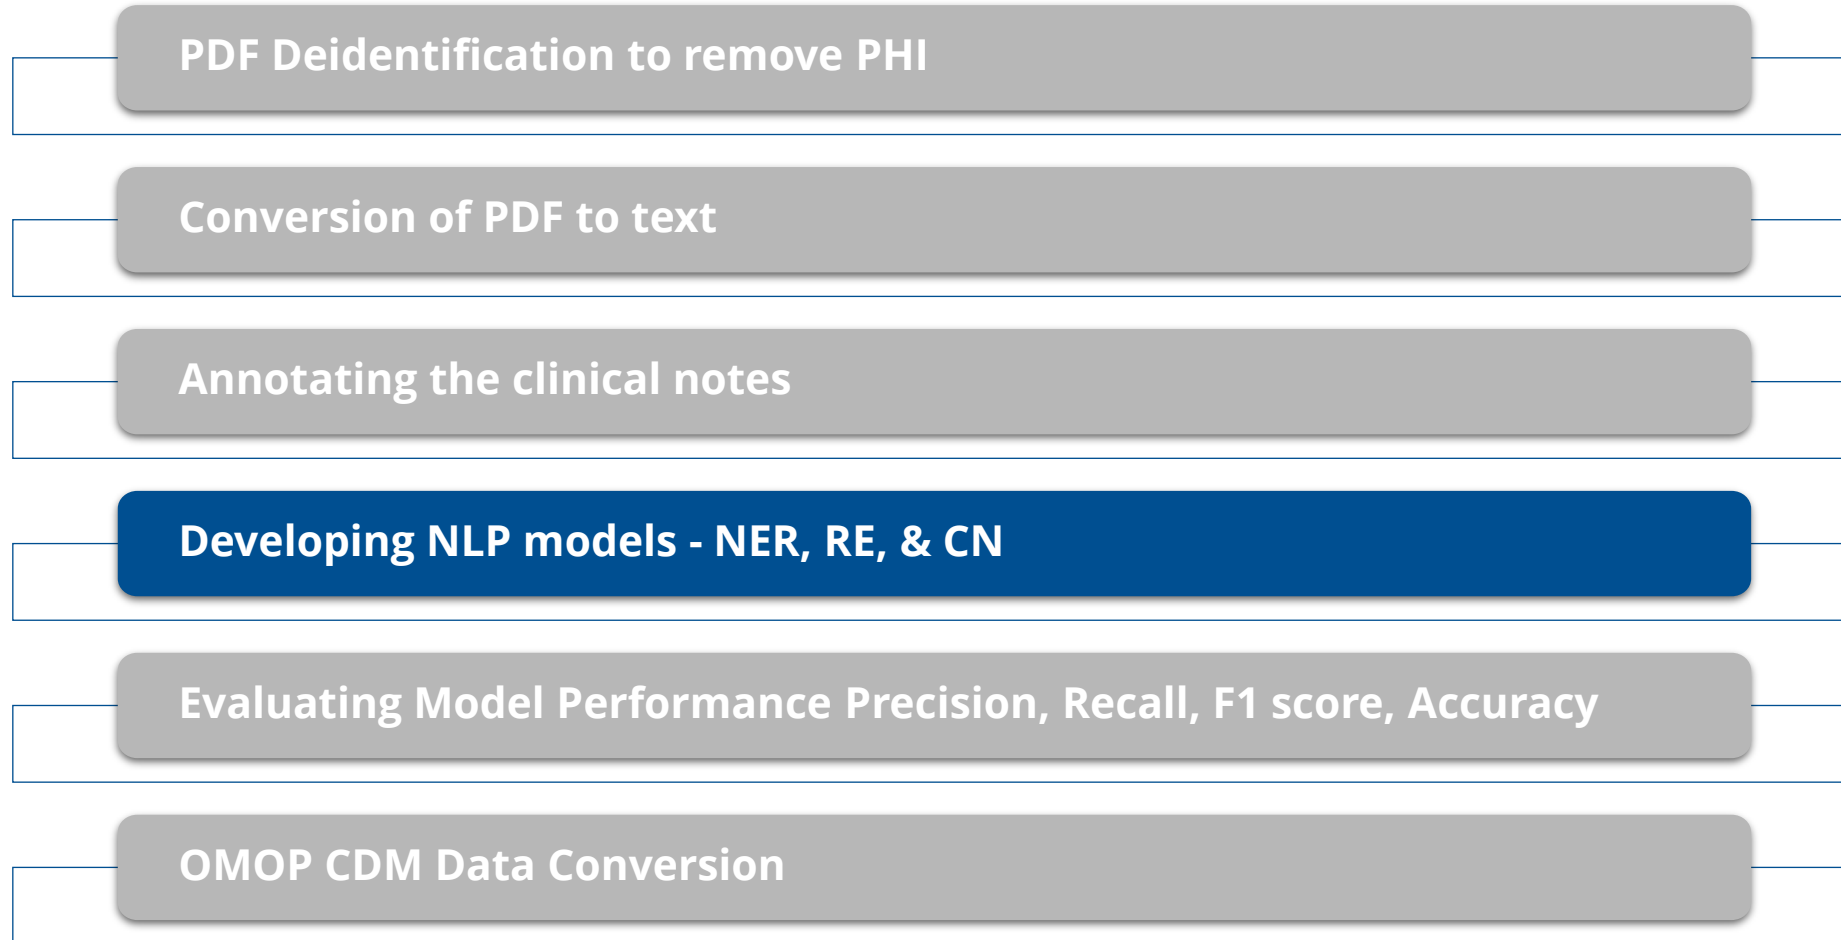 PDF Deidentification to remove PHI
Conversion of PDF to text
Annotating the clinical notes
Developing NLP models - NER, RE, & CN
Evaluating Model Performance Precision, Recall, F1 score, Accuracy
OMOP CDM Data Conversion